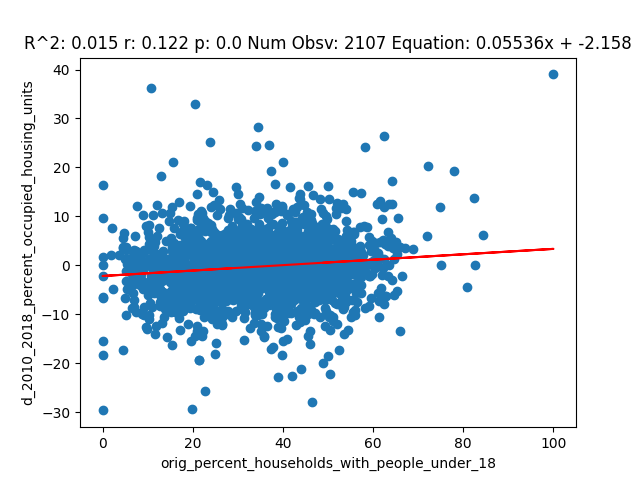 R^2: 0.015 r: 0.122 p: 0.0 Num Obsv: 2107 Equation: 0.05536x + -2.158
d_2010_2018_percent_occupied_housing_units
40
30
20
10
0
−10
−20
−30
0 20 40 60 80 100
orig_percent_households_with_people_under_18